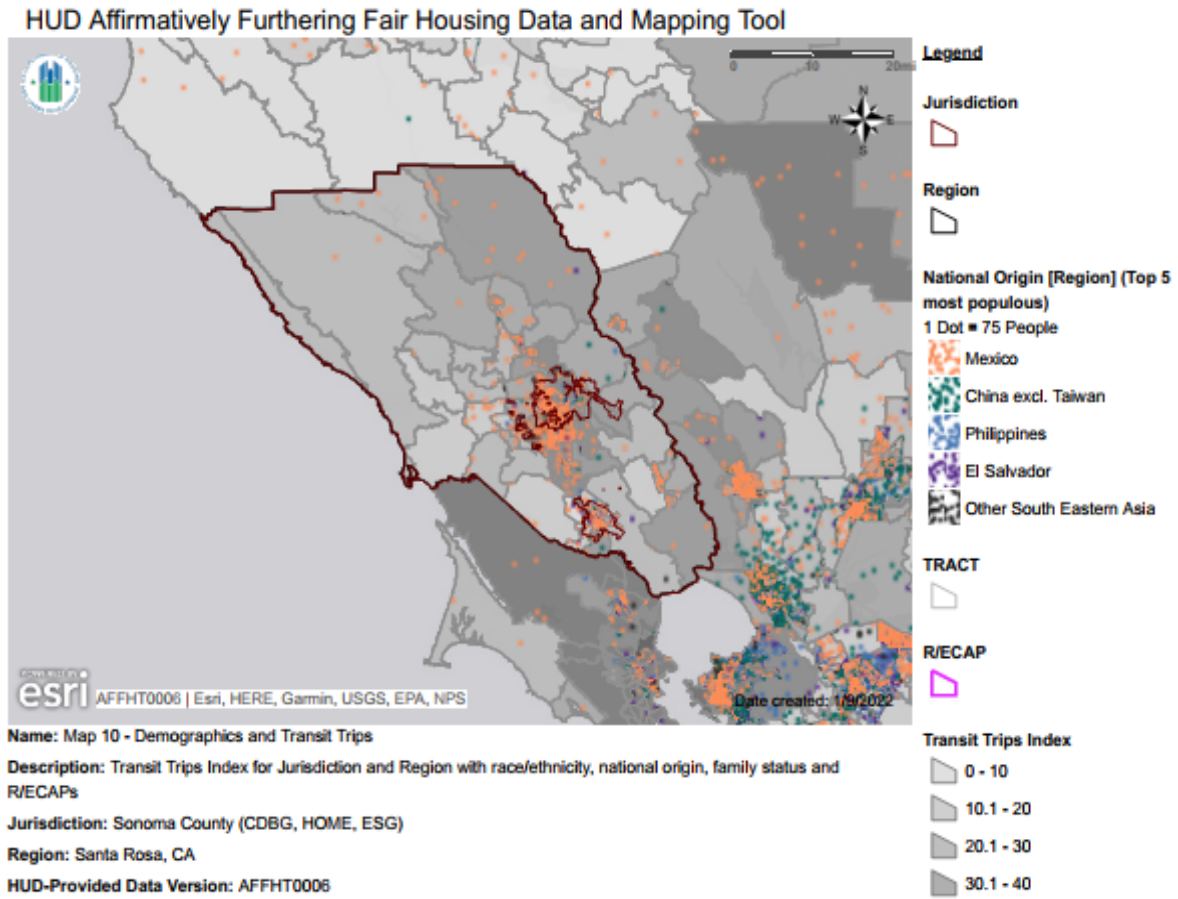 HUD Affirmatively Furthering Fair Housing Data and Mapping Tool
0 10 20mi
N
W E
S
POWERED BY
esri
AFFHT0006 | Esri, HERE, Garmin, USGS, EPA, NPS
Date created: 1/9/2022
Name: Map 10 - Demographics and Transit Trips
Description: Transit Trips Index for Jurisdiction and Region with race/ethnicity, national origin, family status and
R/ECAPs
Jurisdiction: Sonoma County (CDBG, HOME, ESG)
Region: Santa Rosa, CA
HUD-Provided Data Version: AFFHT0006
Legend
Jurisdiction
Region
National Origin [Region] (Top 5
most populous)
1 Dot = 75 People
Mexico
China excl. Taiwan
Philippines
El Salvador
Other South Eastern Asia
TRACT
R/ECAP
Transit Trips Index
0 - 10
10.1 - 20
20.1 - 30
30.1 - 40